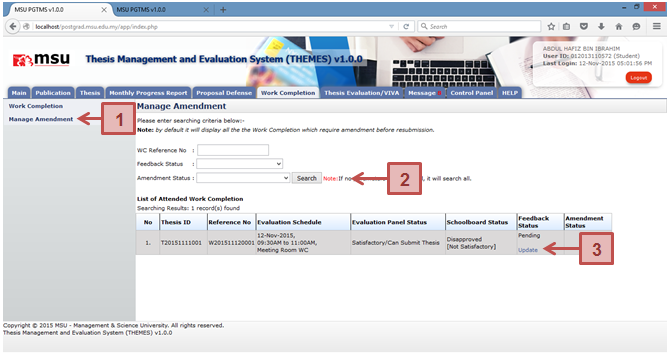 MSU PGTMS v1.0.0
MSU PGTMS v1.0.0
localhost/postgrad.msu.edu.my/app/index.php
Search
msu
Thesis Management and Evaluation System (THEMES) v1.0.0
ABDUL HAFIZ BIN IBRAHIM
User ID: 012013110572 (Student)
Last Login: 12-Nov-2015 05:01:56 PM
Logout
Main Publication Thesis Monthly Progress Report Proposal Defense Work Completion Thesis Evaluation/VIVA Message Control Panel HELP
Work Completion
Manage Amendment
1
Manage Amendment
Please enter searching criteria below:-
Note: by default it will display all the the Work Completion which require amendment before resubmission.
WC Reference No :
Feedback Status :
Amendment Status : Search Note:If no it will search all.
2
List of Attended Work Completion
Searching Results: 1 record(s) found
No Thesis ID Reference No Evaluation Schedule Evaluation Panel Status Schoolboard Status Feedback Status Amendment Status
1. T20151111001 W201511120001 12-Nov-2015, 09:30AM to 11:00AM, Meeting Room WC Satisfactory/Can Submit Thesis Disapproved [Not Satisfactory] Pending
Update
3
Copyright © 2015 MSU - Management & Science University. All rights reserved.
Thesis Management and Evaluation System (THEMES) v1.0.0